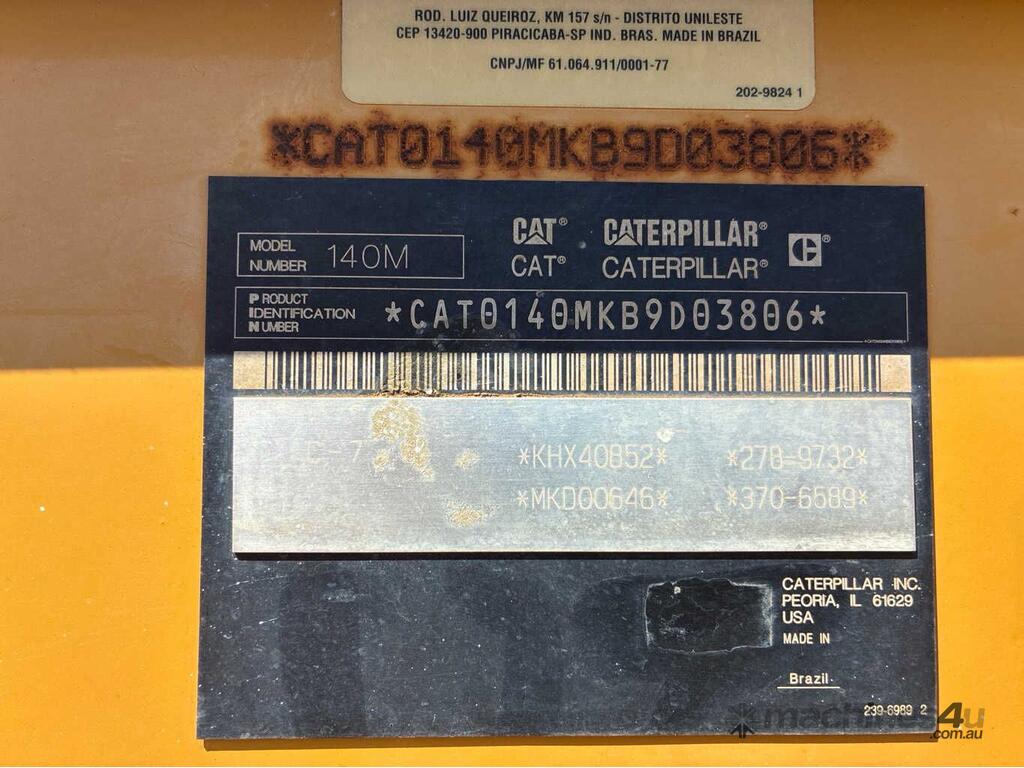 ROD. LUIZ QUEIROZ, KM 157 s/n - DISTRITO UNILESTE
CEP 13420-900 PIRACICABA-SP IND. BRAS. MADE IN BRAZIL
CNPJ/MF 61.064.911/0001-77
202-9824 1
*CAT0140MKB9D03806*
CAT® CATERPILLAR®
CAT® CATERPILLAR®
C®
MODEL
NUMBER 140M
PRODUCT
IDENTIFICATION
NUMBER
*CAT0140MKB9D03806*
*KHX40852* *278-9732*
*MKD00646* *370-6589*
CATERPILLAR INC.
PEORIA, IL 61629
USA
MADE IN
Brazil
239-6989 2
machines4u
.com.au